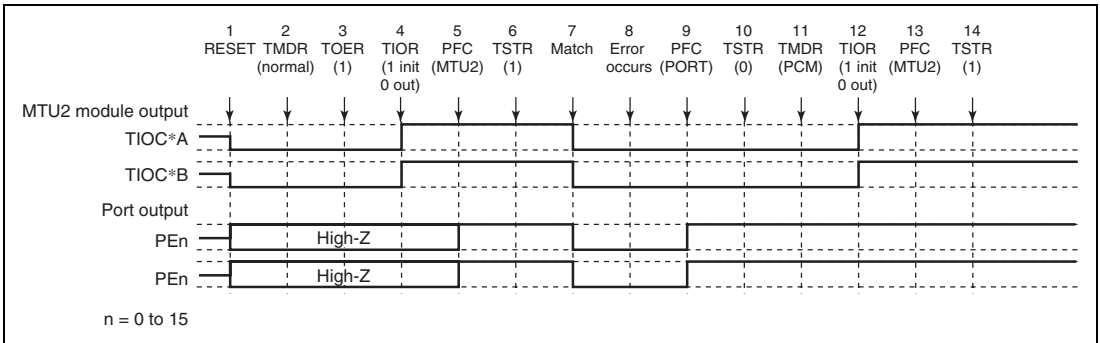 1 2 3 4 5 6 7 8 9 10 11 12 13 14
RESET TMDR TOER TIOR PFC TSTR Match Error PFC TSTR TMDR TIOR PFC TSTR
(normal) (1) (1 init (MTU2) (1) occurs (PORT) (0) (PCM) (1 init (MTU2) (1)
0 out) 0 out)
MTU2 module output
TIOC*A
TIOC*B
Port output
PEn High-Z
PEn High-Z
n = 0 to 15